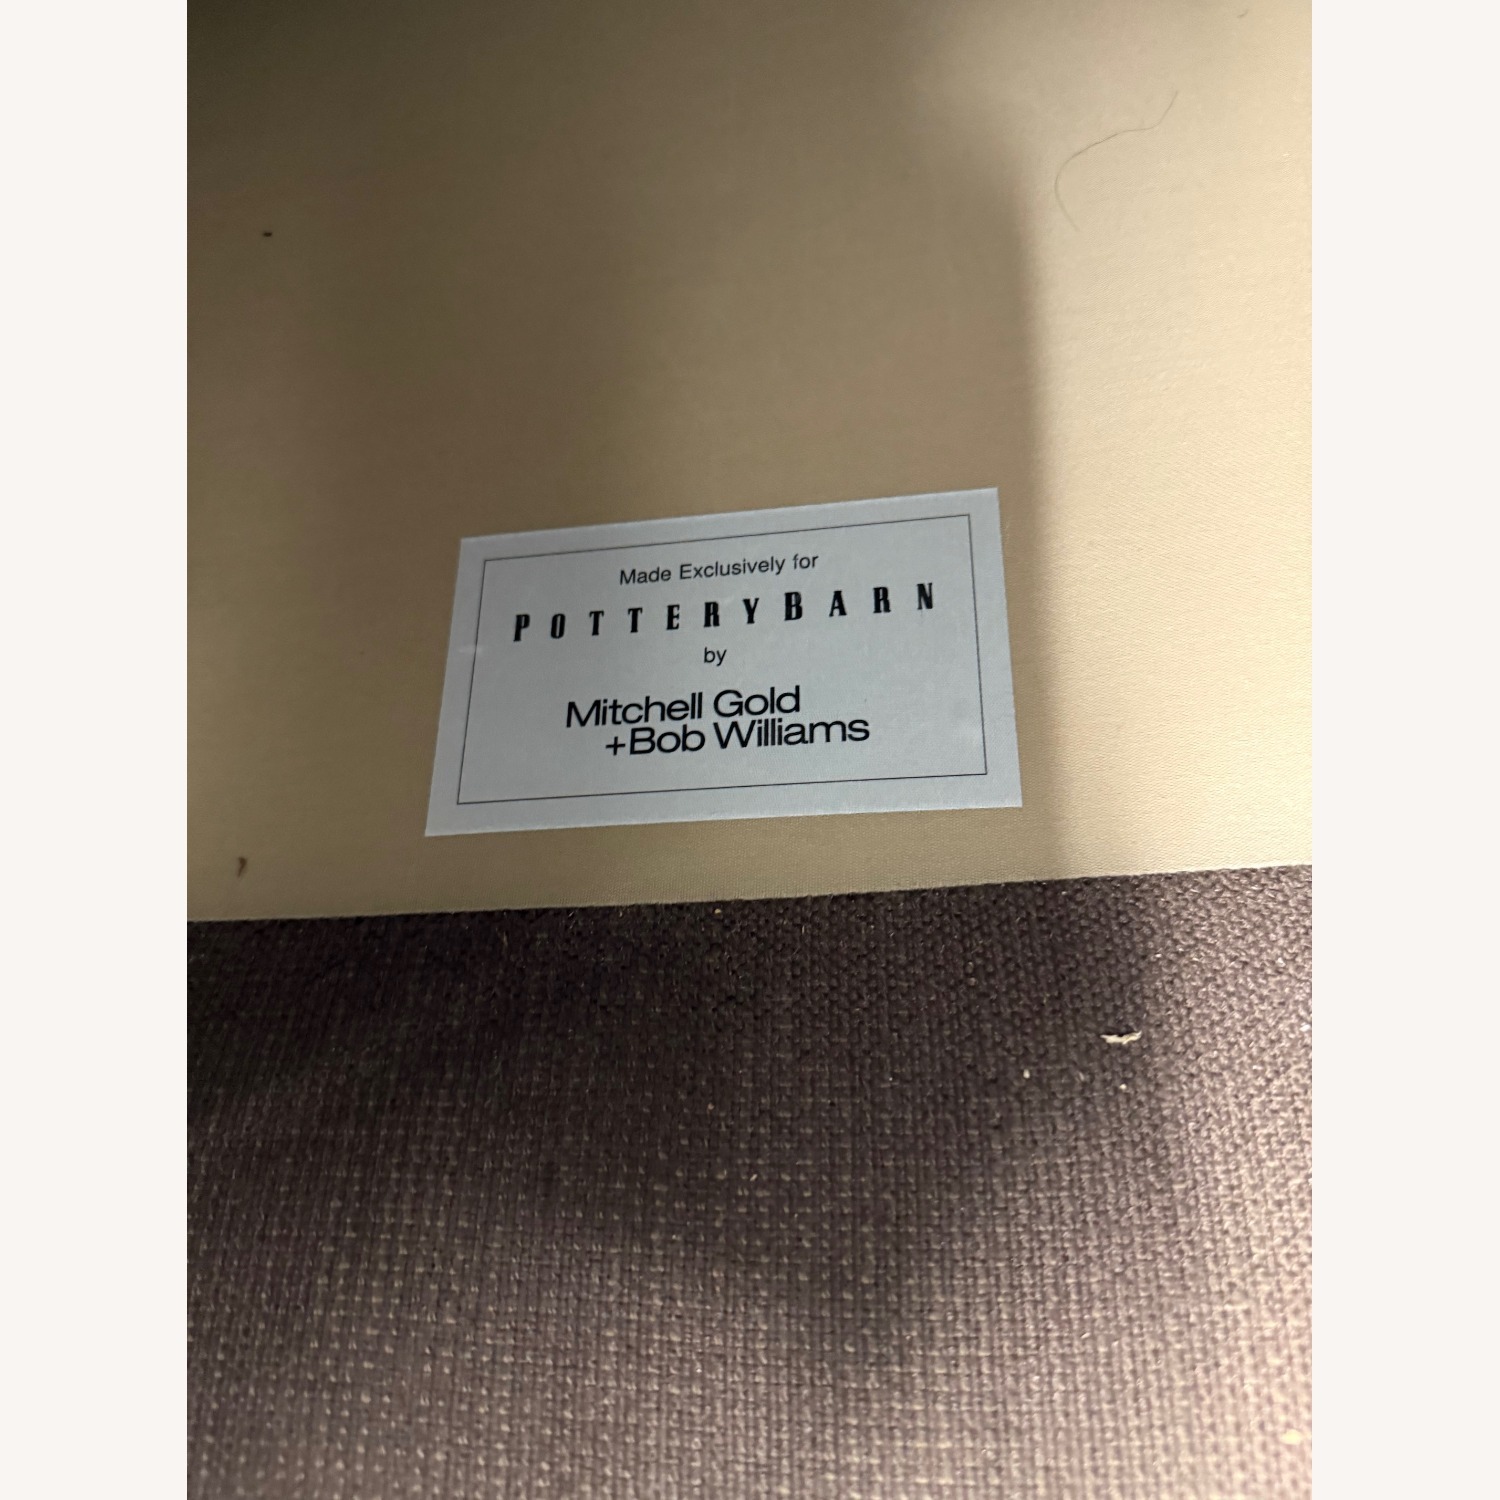 Made Exclusively for
POTTERYBARN
by
Mitchell Gold
+Bob Williams